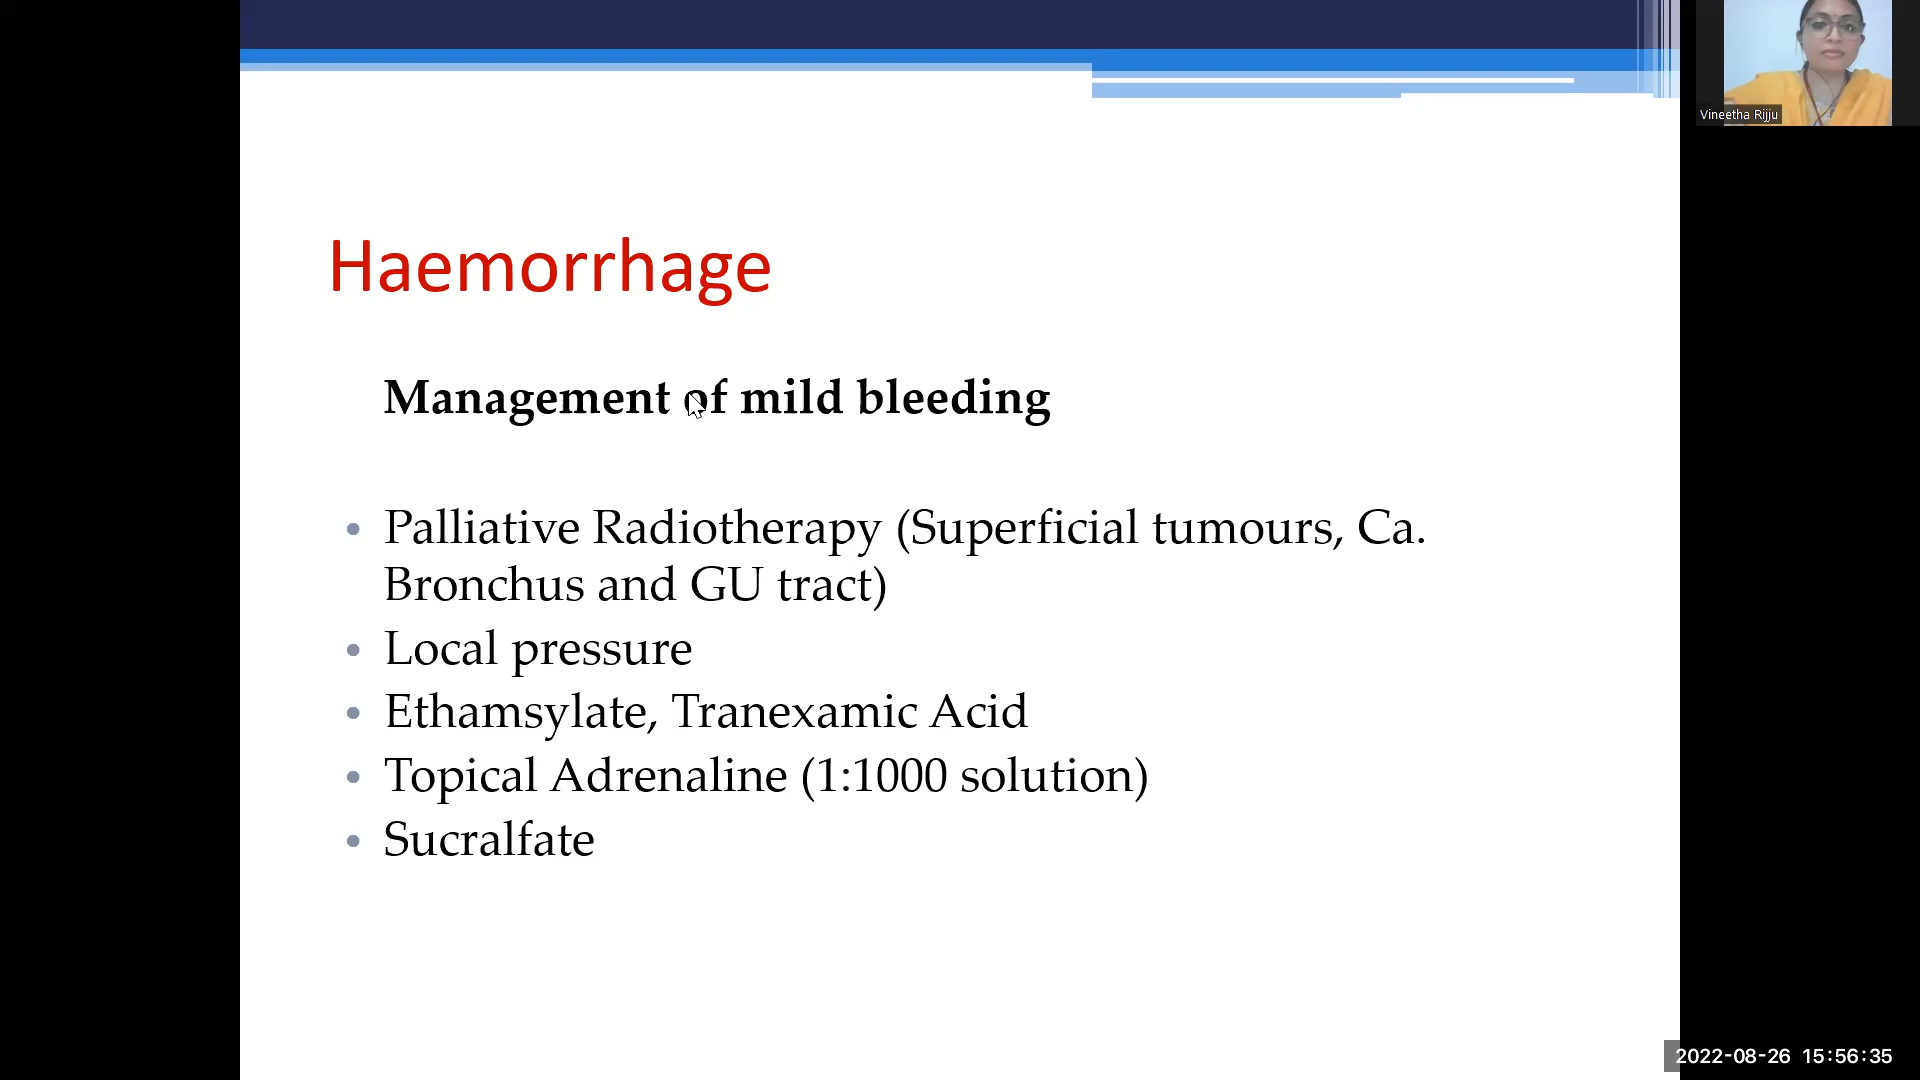 Vineetha Rijju
Haemorrhage
Management of mild bleeding
• Palliative Radiotherapy (Superficial tumours, Ca.
Bronchus and GU tract)
• Local pressure
• Ethamsylate, Tranexamic Acid
• Topical Adrenaline (1:1000 solution)
• Sucralfate
2022-08-26 15:56:35